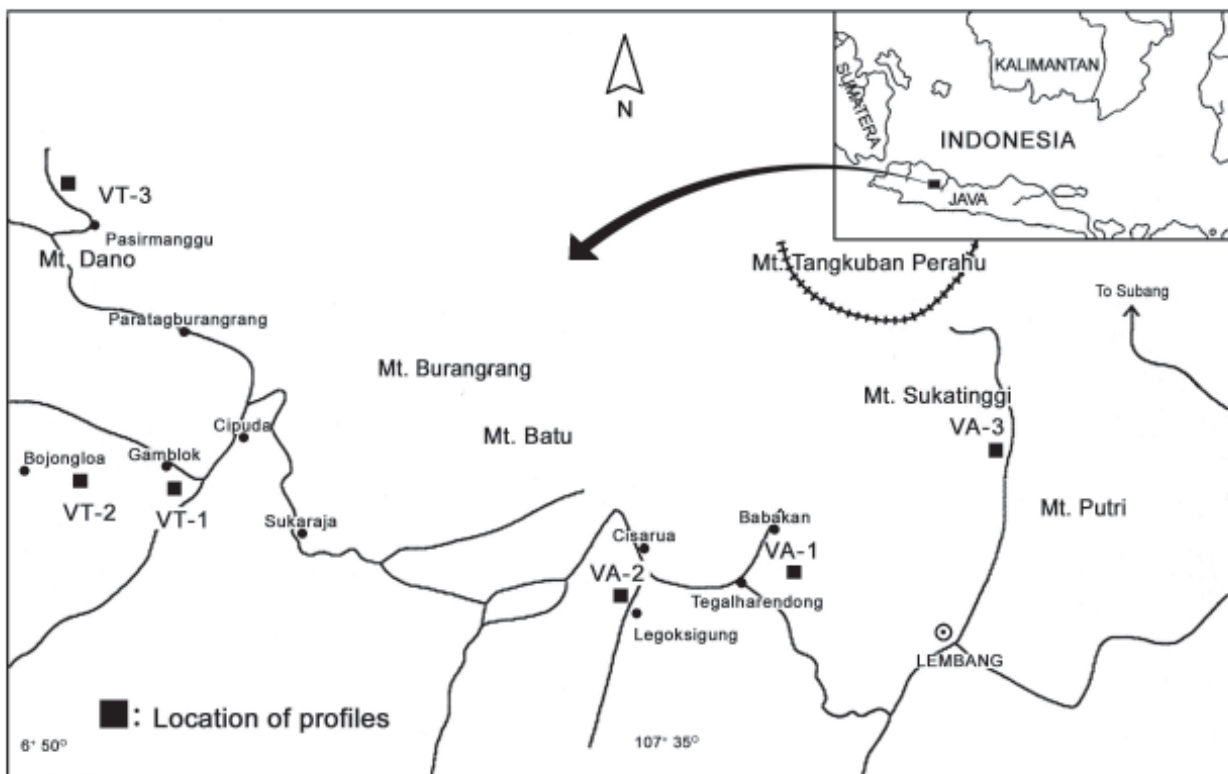 N
SUMATERA
KALIMANTAN
INDONESIA
JAVA
VT-3
Pasirmanggu
Mt. Dano
Mt. Tangkuban Perahu
To Subang
Paratagburangrang
Mt. Burangrang
Mt. Sukatinggi
Cipuda
Mt. Batu
VA-3
Bojongloa
Gamblok
VT-2
VT-1
Mt. Putri
Sukaraja
Cisarua
Babakan
VA-2
VA-1
Tegalharendong
Legoksigung
LEMBANG
: Location of profiles
6+ 50°
107+ 35°